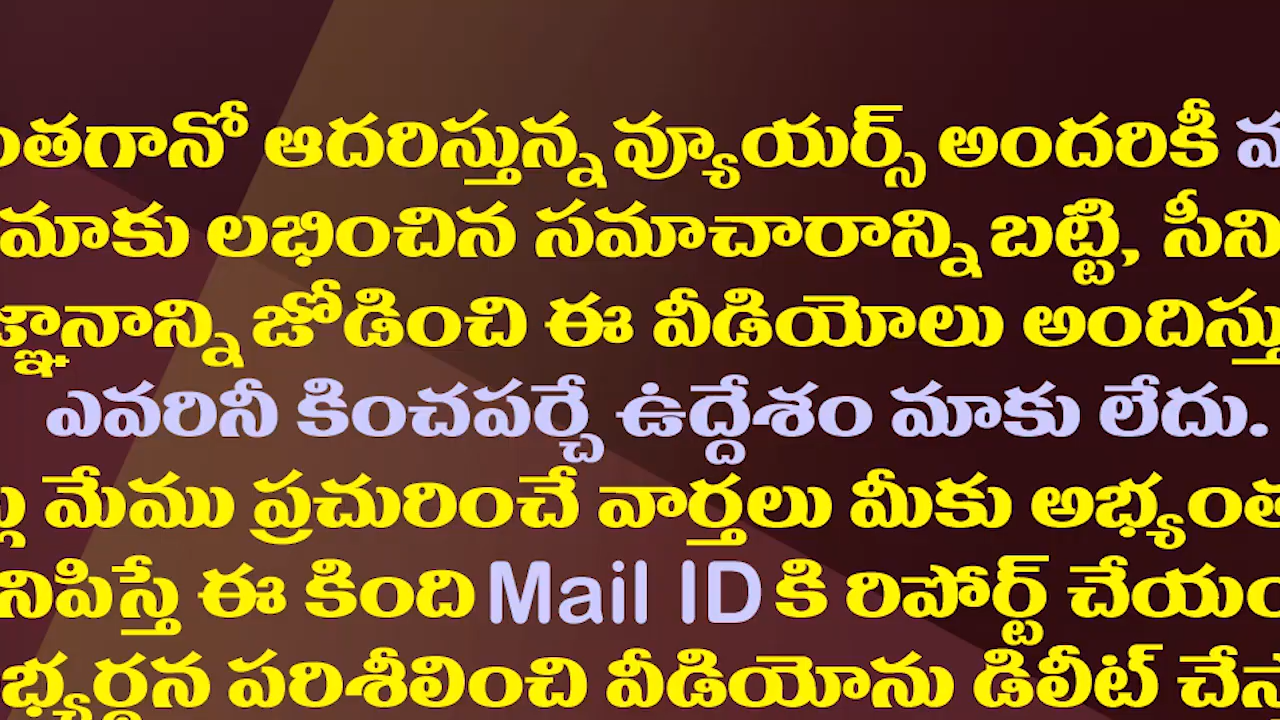 ఆదరిస్తున్న వ్యూయర్స్ అందరికీ
మాకు లభించిన సమాచారాన్ని బట్టి,
జోడించి ఈ వీడియోలు
ఎవరినీ కించపర్చే ఉద్దేశం మాకు లేదు.
మేము ప్రచురించే వార్తలు మీకు
ఈ కింది Mail ID కి రిపోర్ట్
పరిశీలించి వీడియోను డిలీట్